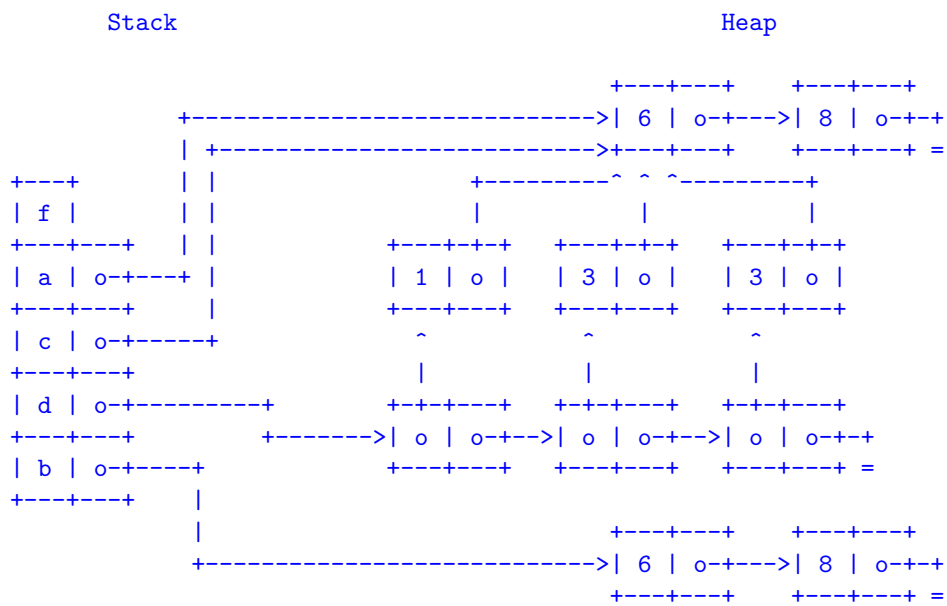 Stack                                       Heap

                                            +---+---+    +---+---+
            +----------------------------->| 6 | o-+--->| 8 | o-+-+
            | +--------------------------->+---+---+    +---+---+ =
+---+       | |                  +---------^ ^ ^---------+
| f |       | |                  |           |           |
+---+---+   | |            +---+-+-+   +---+-+-+   +---+-+-+
| a | o-+---+ |            | 1 | o |   | 3 | o |   | 3 | o |
+---+---+     |            +---+---+   +---+---+   +---+---+
| c | o-+-----+              ^           ^           ^
+---+---+                    |           |           |
| d | o-+---------+        +-+-+---+   +-+-+---+   +-+-+---+
+---+---+         +------->| o | o-+-->| o | o-+-->| o | o-+-+
| b | o-+----+             +---+---+   +---+---+   +---+---+ =
+---+---+    |
             |                             +---+---+    +---+---+
             +---------------------------->| 6 | o-+--->| 8 | o-+-+
                                           +---+---+    +---+---+ =